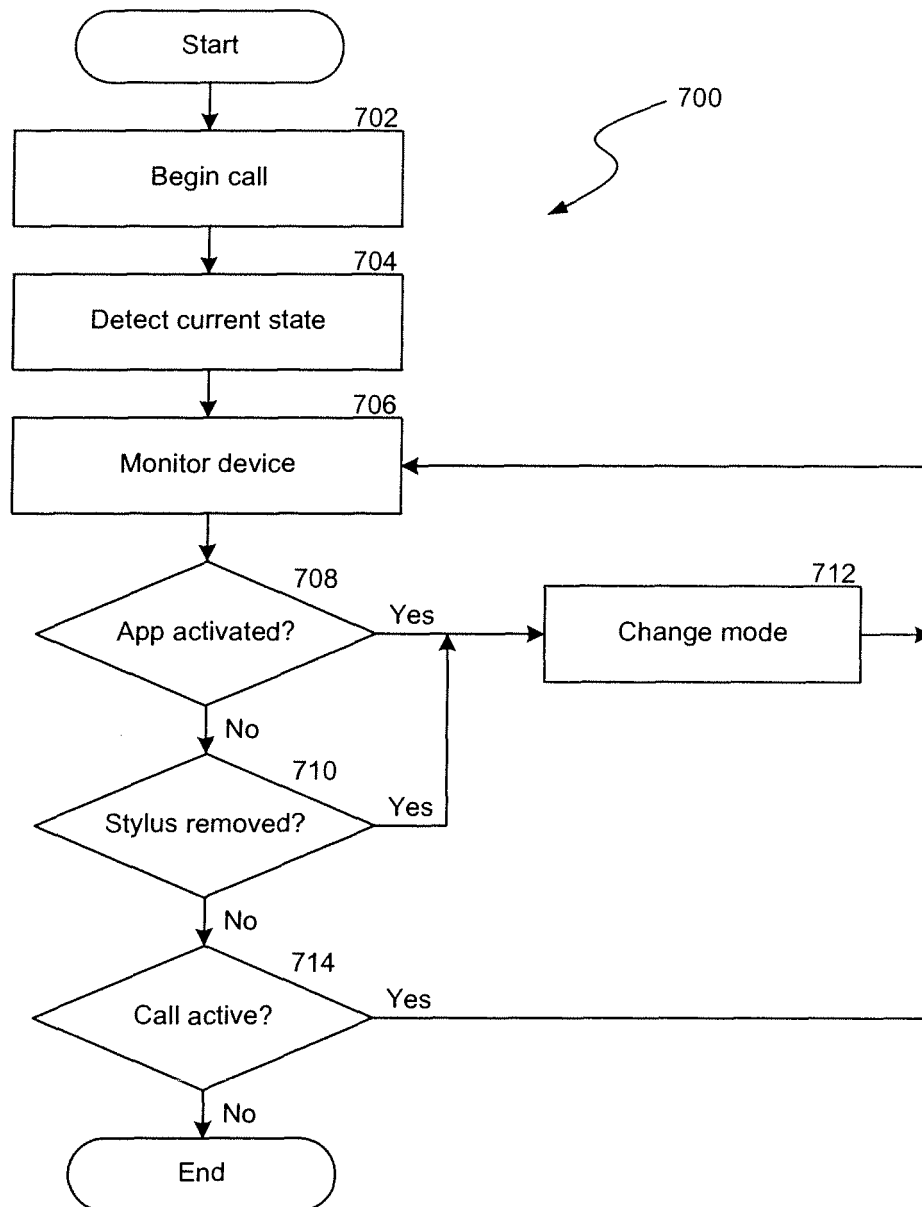 Start
700
702
Begin call
704
Detect current state
706
Monitor device
708
App activated?
Yes
712
Change mode
No
710
Stylus removed?
Yes
No
714
Call active?
Yes
No
End